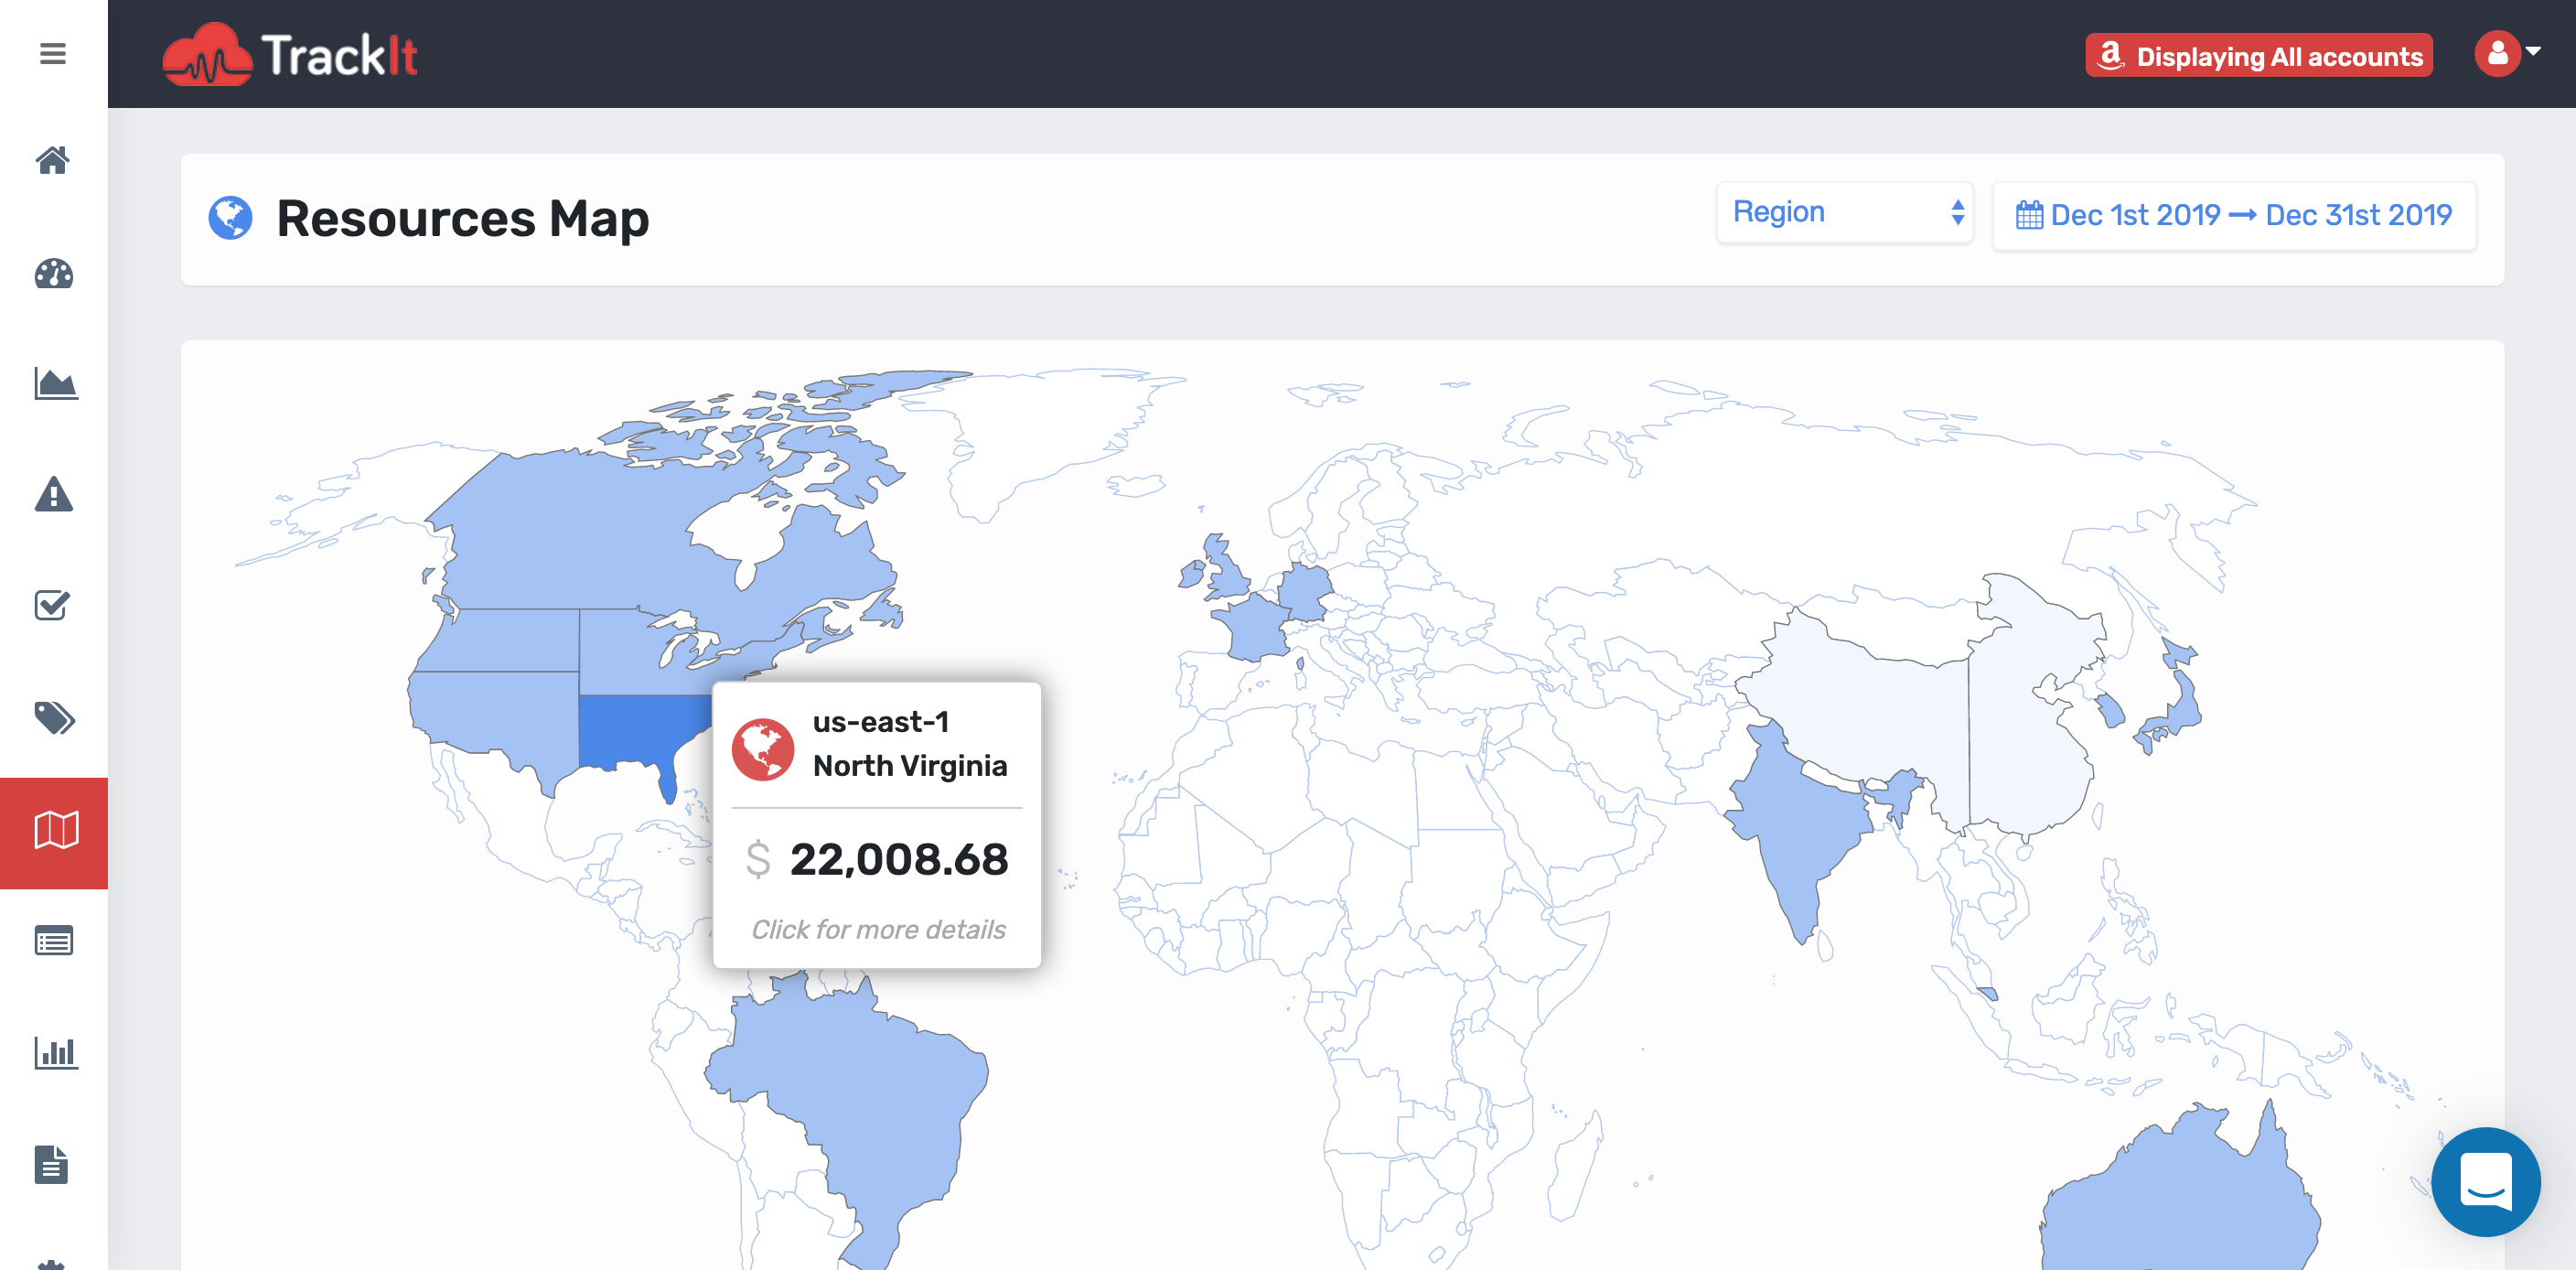 TrackIt
Displaying All accounts
Resources Map
Region
Dec 1st 2019 → Dec 31st 2019
us-east-1
North Virginia
$ 22,008.68
Click for more details